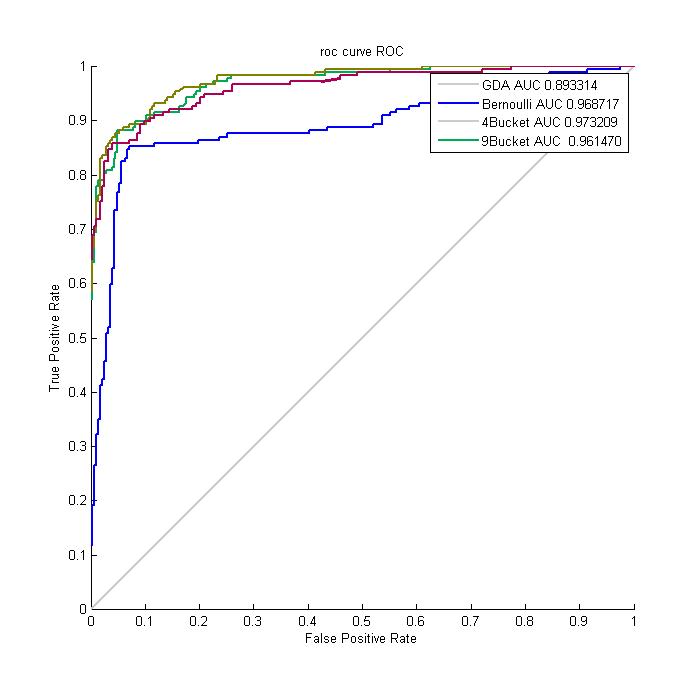 roc curve ROC
GDA AUC 0.893314
Bernoulli AUC 0.968717
4Bucket AUC 0.973209
9Bucket AUC 0.961470
True Positive Rate
1
0.9
0.8
0.7
0.6
0.5
0.4
0.3
0.2
0.1
0
0 0.1 0.2 0.3 0.4 0.5 0.6 0.7 0.8 0.9 1
False Positive Rate